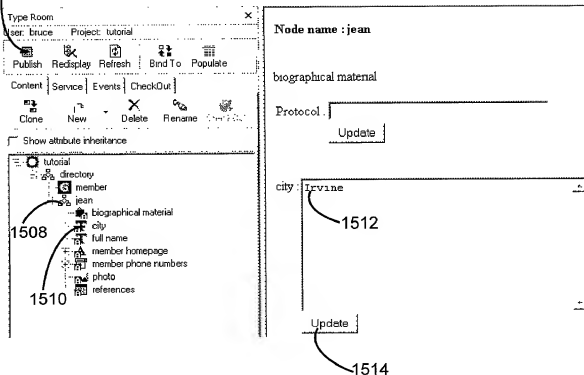 Type Room
User: bruce Project: tutorial
Publish Redisplay Refresh Bind To Populate
Content Service Events CheckOut
Clone New Delete Rename
Show attribute inheritance
tutorial
directory
member
jean
biographical material
city
full name
member homepage
member phone numbers
photo
references
1508
1510
Node name : jean
biographical material
Protocol :
Update
city : Irvine
1512
Update
1514